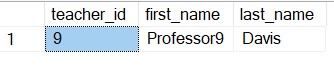 teacher_id first_name last_name
1 9 Professor9 Davis